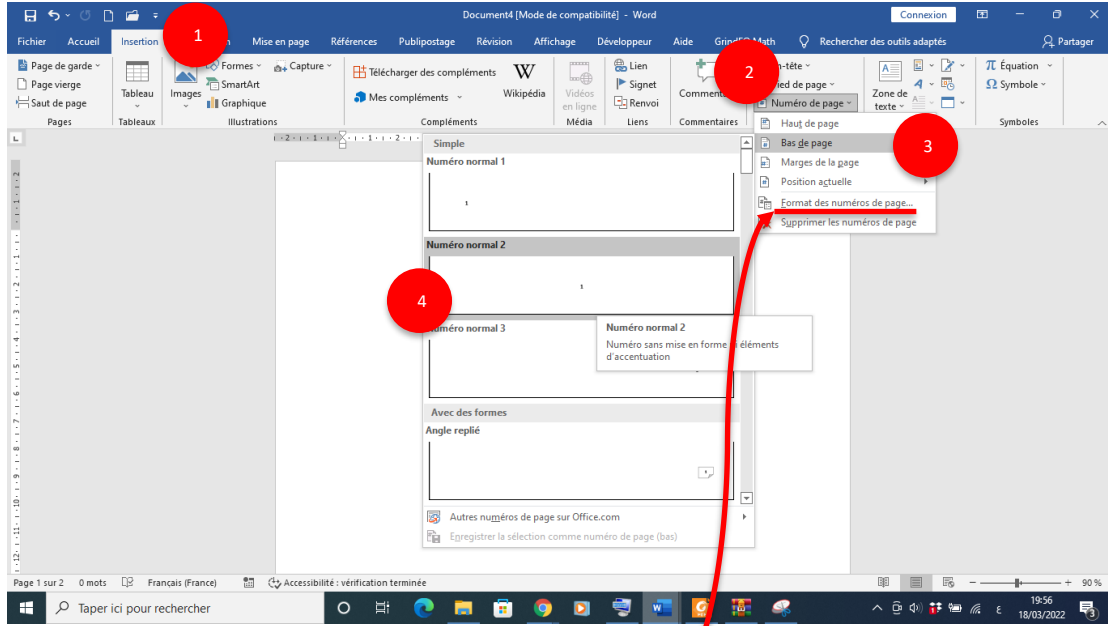 Document4 [Mode de compatibilité] - Word
Connexion
Fichier Accueil Insertion 1 Mise en page Références Publipostage Révision Affichage Développeur Aide Math Rechercher des outils adaptés Partager
Page de garde
Page vierge
Saut de page
Pages
Tableau
Tableaux
Images
Formes
SmartArt
Graphique
Capture
Illustrations
Télécharger des compléments
Mes compléments
W
Wikipédia
Compléments
Vidéos
en ligne
Média
Lien
Signet
Renvoi
Liens
Commentaires
2
Numéro de page
Zone de
texte
A
π Équation
Ω Symbole
Symboles
Haut de page
Bas de page
3
Marges de la page
Position actuelle
Format des numéros de page...
Supprimer les numéros de page
Simple
Numéro normal 1
1
Numéro normal 2
1
4
Numéro normal 3
Numéro normal 2
Numéro sans mise en forme ni éléments
d'accentuation
Avec des formes
Angle replié
Autres numéros de page sur Office.com
Enregistrer la sélection comme numéro de page (bas)
Page 1 sur 2 0 mots Français (France) Accessibilité : vérification terminée 90 %
Taper ici pour rechercher
19:56
18/03/2022
3